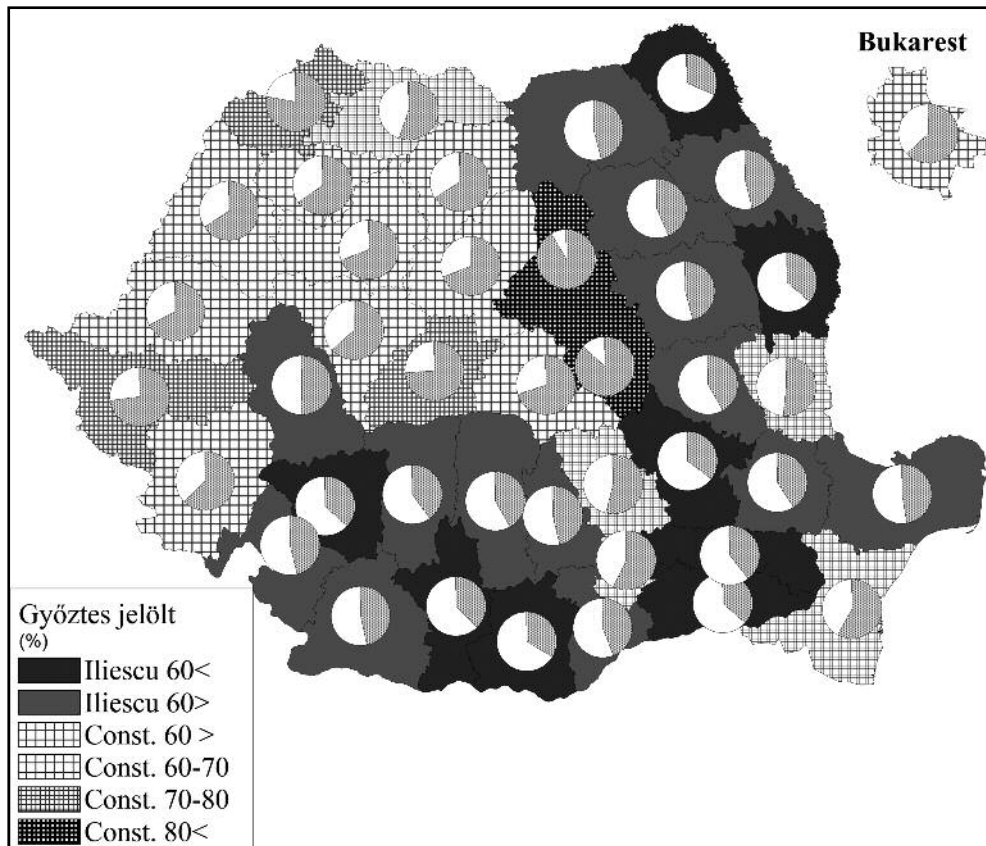 Bukarest
Győztes jelölt
(%)
Iliescu 60<
Iliescu 60>
Const. 60 >
Const. 60-70
Const. 70-80
Const. 80<